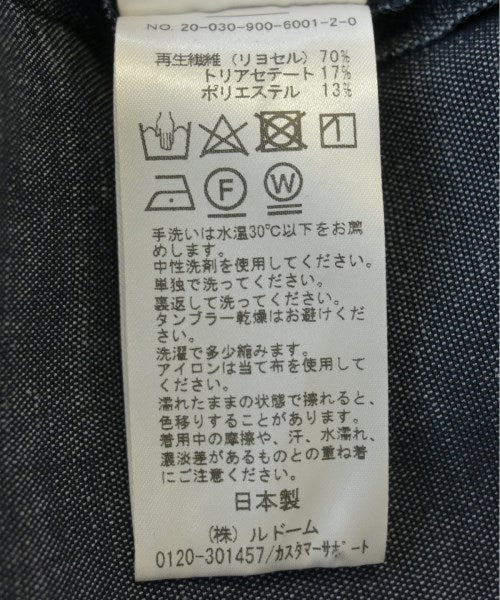 NO. 20-030-900-6001-2-0
再生繊維（リヨセル）70%
トリアセテート 17%
ポリエステル 13%
F W
手洗いは水温30℃以下をお薦
めします。
中性洗剤を使用してください。
単独で洗ってください。
裏返して洗ってください。
タンブラー乾燥はお避けくださ
い。
洗濯で多少縮みます。
アイロンは当て布を使用して
ください。
濡れたままの状態で擦れると、
色移りすることがあります。
着用中の摩擦や、汗、水濡れ、
濃淡差があるものとの重ね着
にご注意ください。
日本製
（株）ルドーム
0120-301457/カスタマーサポート